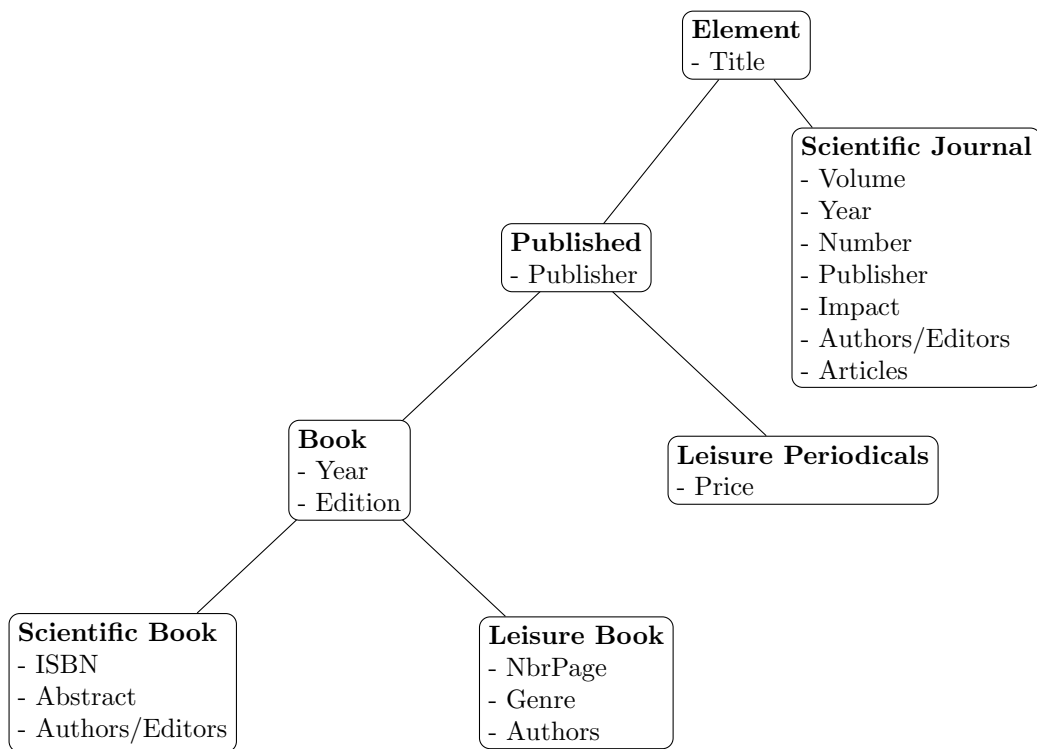 Element
- Title
Scientific Journal
- Volume
- Year
- Number
- Publisher
- Impact
- Authors/Editors
- Articles
Published
- Publisher
Book
- Year
- Edition
Leisure Periodicals
- Price
Scientific Book
- ISBN
- Abstract
- Authors/Editors
Leisure Book
- NbrPage
- Genre
- Authors